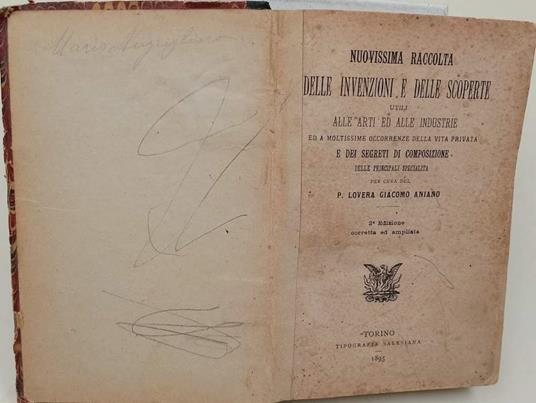 Mario
NUOVISSIMA RACCOLTA
DELLE INVENZIONI E DELLE SCOPERTE
UTILI
ALLE ARTI ED ALLE INDUSTRIE
ED A MOLTISSIME OCCORRENZE DELLA VITA PRIVATA
E DEI SEGRETI DI COMPOSIZIONE
DELLE PRINCIPALI SPECIALITÀ
PER CURA DEL
P. LOVERA GIACOMO ANIANO
2ª Edizione
corretta ed ampliata
TORINO
TIPOGRAFIA SALESIANA
1895